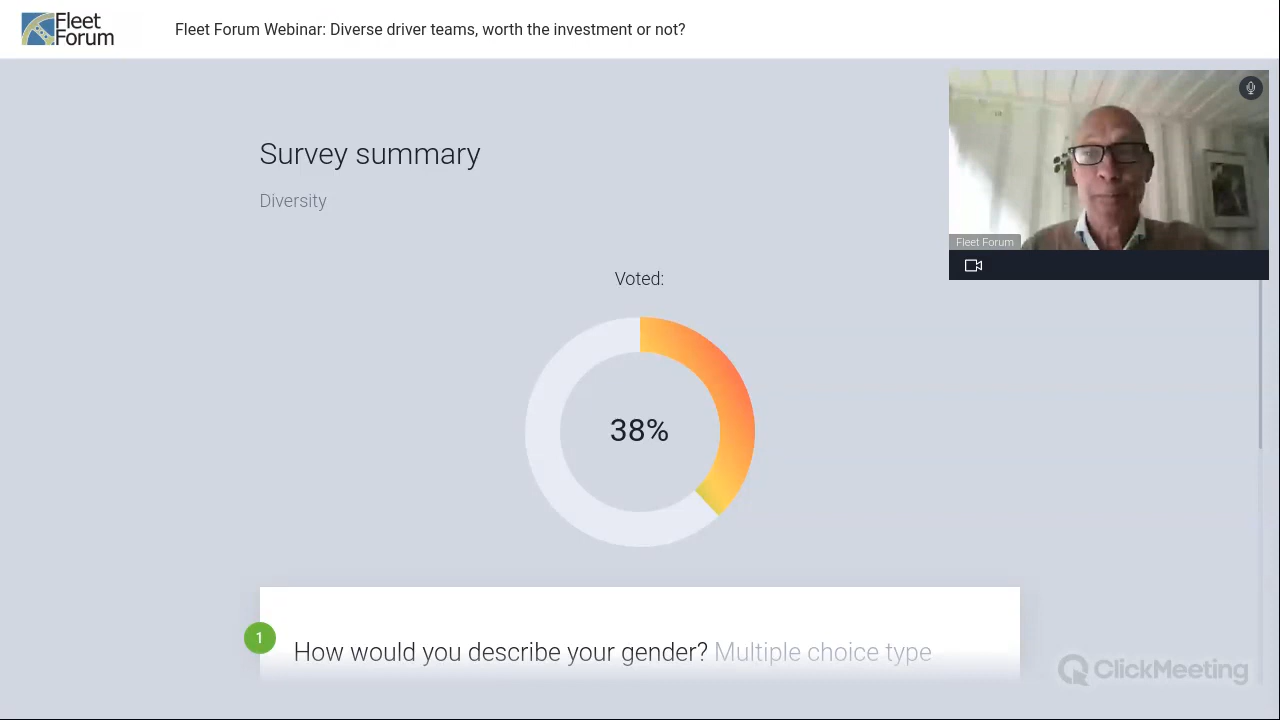 Fleet
Forum
Fleet Forum Webinar: Diverse driver teams, worth the investment or not?
Survey summary
Diversity
Fleet Forum
Voted:
38%
1
How would you describe your gender? Multiple choice type
ClickMeeting